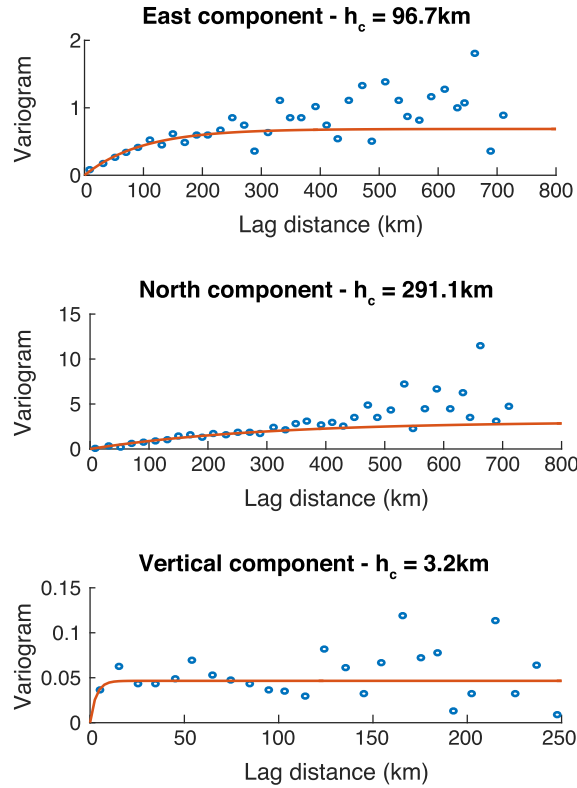 East component - h_c = 96.7km
2
1
0
Variogram
0 100 200 300 400 500 600 700 800
Lag distance (km)
North component - h_c = 291.1km
15
10
5
0
Variogram
0 100 200 300 400 500 600 700 800
Lag distance (km)
Vertical component - h_c = 3.2km
0.15
0.1
0.05
0
Variogram
0 50 100 150 200 250
Lag distance (km)